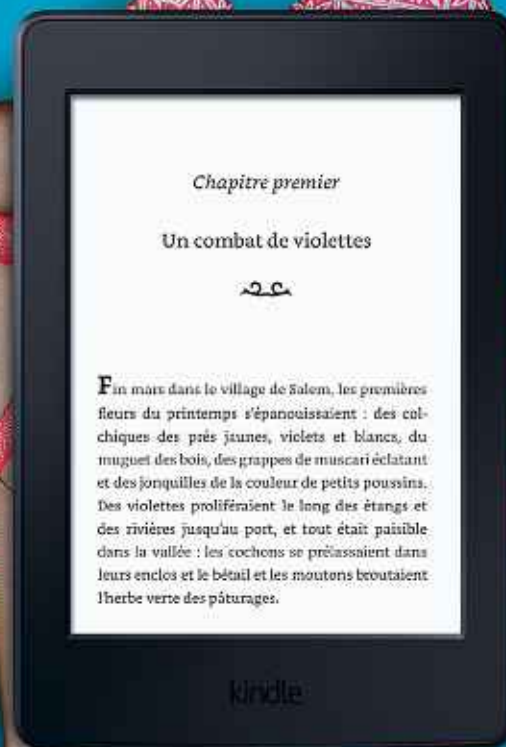 Chapitre premier
Un combat de violettes
Fin mars dans le village de Salem, les premières
fleurs du printemps s'épanouissaient : des col-
chiques des prés jaunes, violets et blancs, du
muguet des bois, des grappes de muscari éclatant
et des jonquilles de la couleur de petits poussins.
Des violettes proliféraient le long des étangs et
des rivières jusqu'au port, et tout était paisible
dans la vallée : les cochons se prélassaient dans
leurs enclos et le bétail et les moutons broutaient
l'herbe verte des pâturages.
kindle